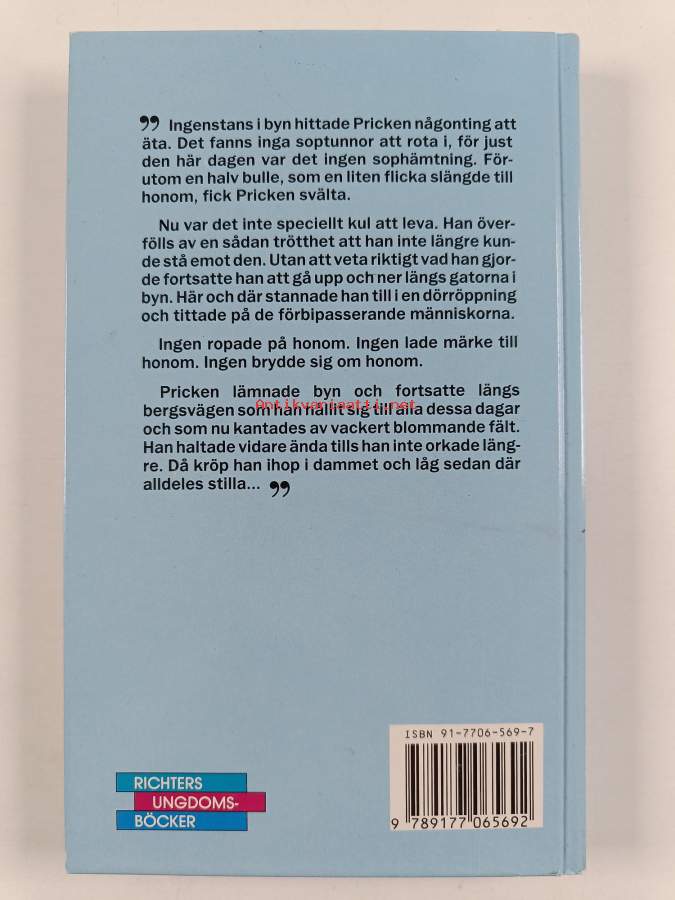 ” Ingenstans i byn hittade Pricken någonting att
äta. Det fanns inga soptunnor att rota i, för just
den här dagen var det ingen sophämtning. För-
utom en halv bulle, som en liten flicka slängde till
honom, fick Pricken svälta.
Nu var det inte speciellt kul att leva. Han över-
fölls av en sådan trötthet att han inte längre kun-
de stå emot den. Utan att veta riktigt vad han gjor-
de fortsatte han att gå upp och ner längs gatorna i
byn. Här och där stannade han till i en dörröppning
och tittade på de förbipasserande människorna.
Ingen ropade på honom. Ingen lade märke till
honom. Ingen brydde sig om honom.
Pricken lämnade byn och fortsatte längs
bergsvägen som han hållit sig till alla dessa dagar
Antikvariaatti.net
och som nu kantades av vackert blommande fält.
Han haltade vidare ända tills han inte orkade läng-
re. Då kröp han ihop i dammet och låg sedan där
alldeles stilla... ”
ISBN 91-7706-569-7
9 789177 065692
RICHTERS
UNGDOMS-
BÖCKER